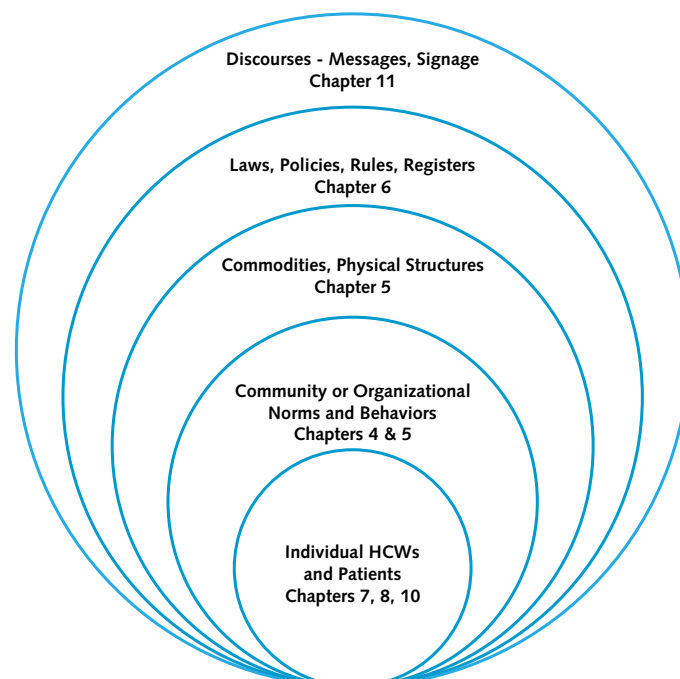 Discourses - Messages, Signage
Chapter 11
Laws, Policies, Rules, Registers
Chapter 6
Commodities, Physical Structures
Chapter 5
Community or Organizational
Norms and Behaviors
Chapters 4 & 5
Individual HCWs
and Patients
Chapters 7, 8, 10